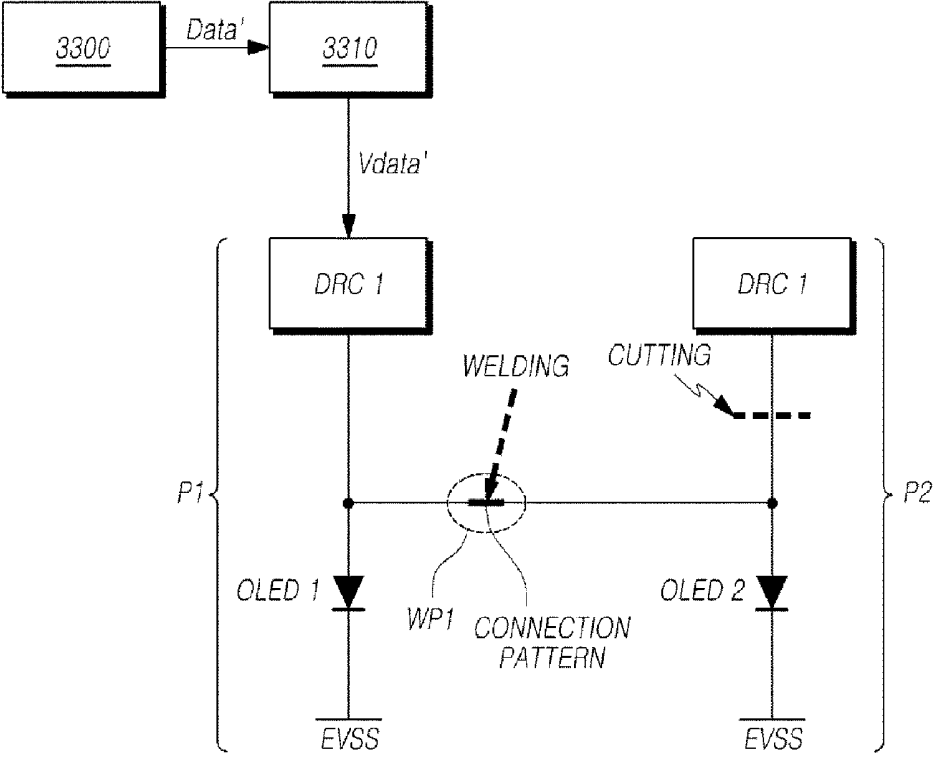 3300
Data'
3310
Vdata'
DRC 1
DRC 1
WELDING
CUTTING
P1
P2
OLED 1
WP1
CONNECTION
PATTERN
OLED 2
EVSS
EVSS